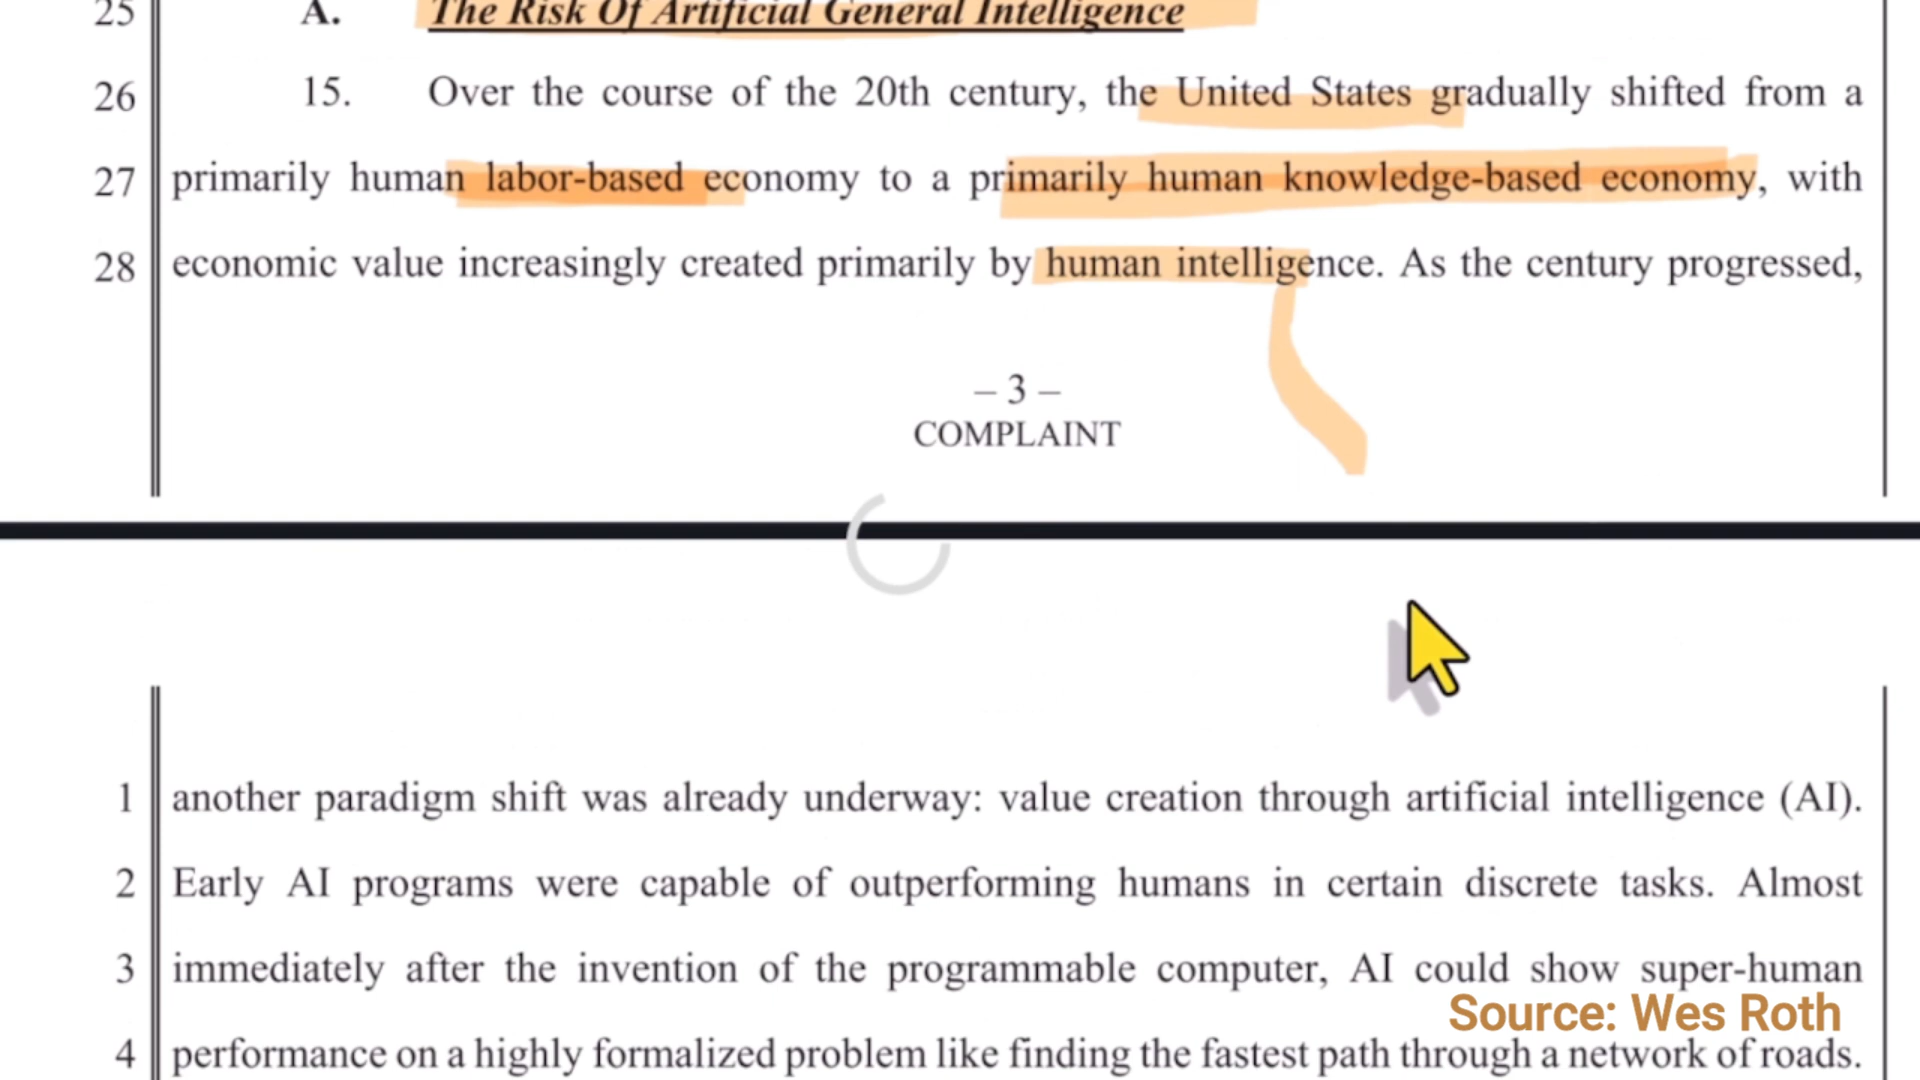 25 A. The Risk Of Artificial General Intelligence
26 15. Over the course of the 20th century, the United States gradually shifted from a
27 primarily human labor-based economy to a primarily human knowledge-based economy, with
28 economic value increasingly created primarily by human intelligence. As the century progressed,
– 3 –
COMPLAINT
1 another paradigm shift was already underway: value creation through artificial intelligence (AI).
2 Early AI programs were capable of outperforming humans in certain discrete tasks. Almost
3 immediately after the invention of the programmable computer, AI could show super-human
Source: Wes Roth
4 performance on a highly formalized problem like finding the fastest path through a network of roads.